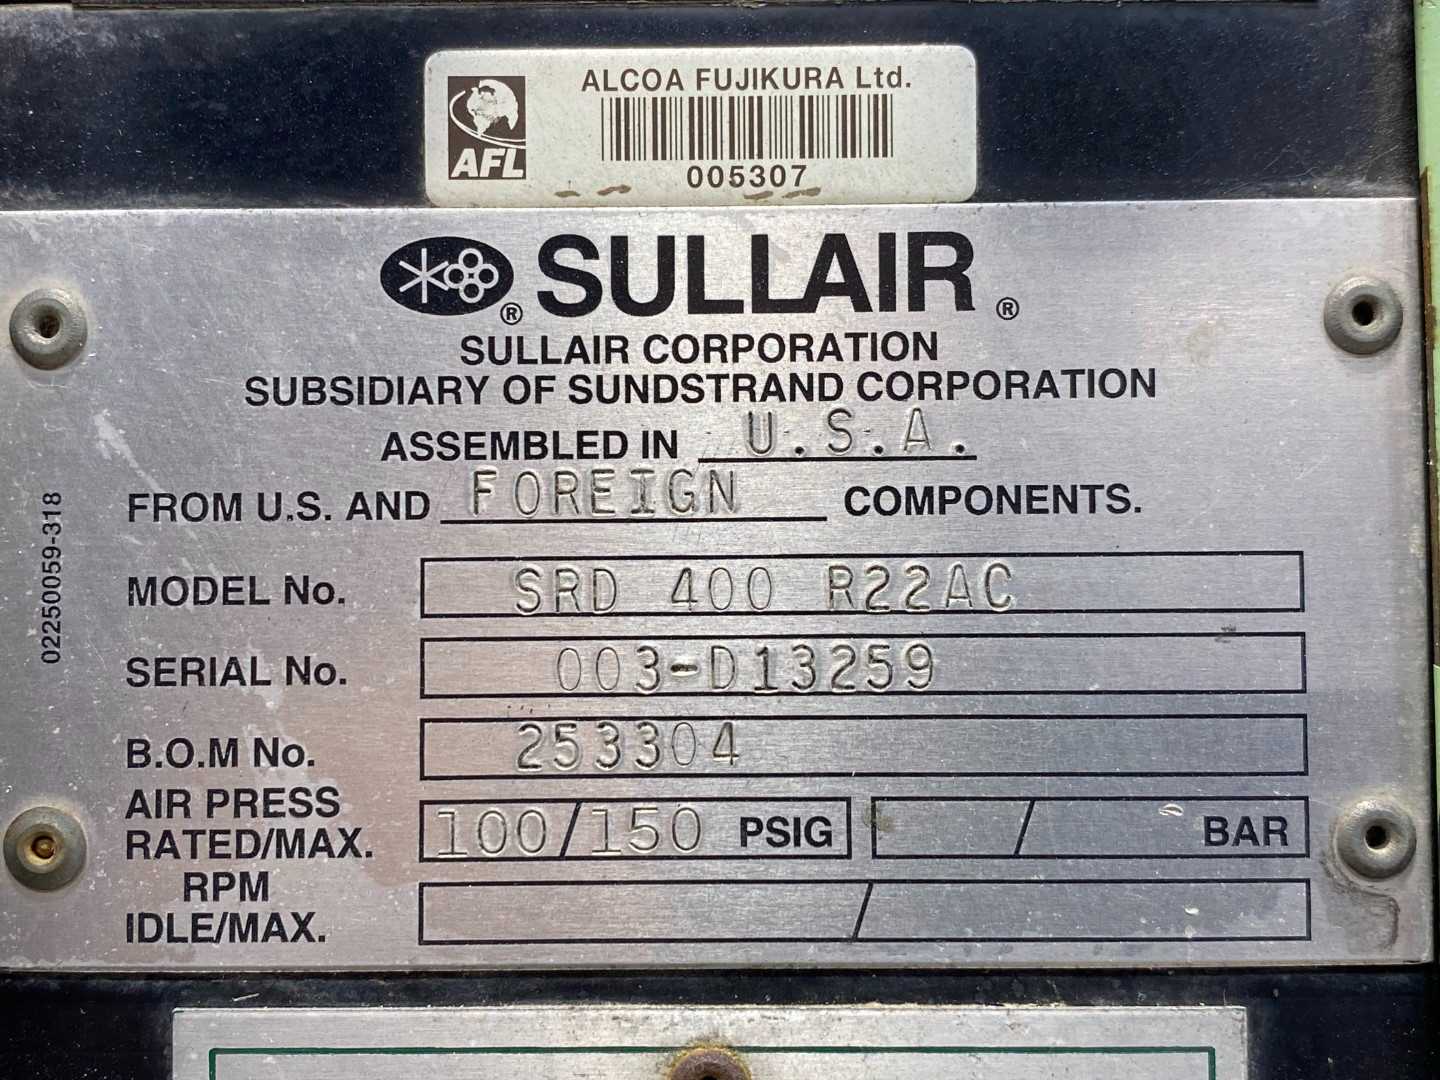 ALCOA FUJIKURA Ltd.
AFL
005307
SULLAIR®
SULLAIR CORPORATION
SUBSIDIARY OF SUNDSTRAND CORPORATION
ASSEMBLED IN U.S.A.
FROM U.S. AND FOREIGN COMPONENTS.
02250059-318
MODEL No. SRD 400 R22AC
SERIAL No. 003-D13259
B.O.M No. 253304
AIR PRESS
RATED/MAX. 100/150 PSIG / BAR
RPM
IDLE/MAX. /